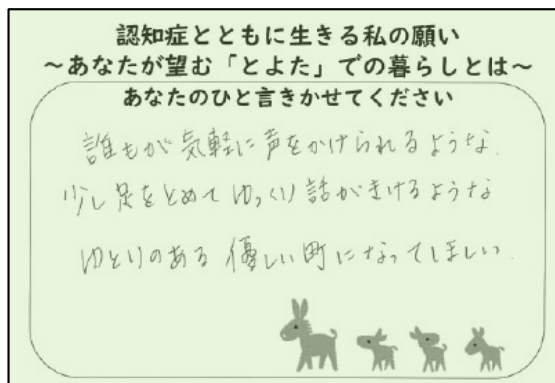 認知症とともに生きる私の願い
～あなたが望む「とよた」での暮らしとは～
あなたのひと言きかせてください
誰もが気軽に声をかけられるような.
少し足をとめてゆっくり話がきけるような
ゆとりのある優しい町になってほしい.